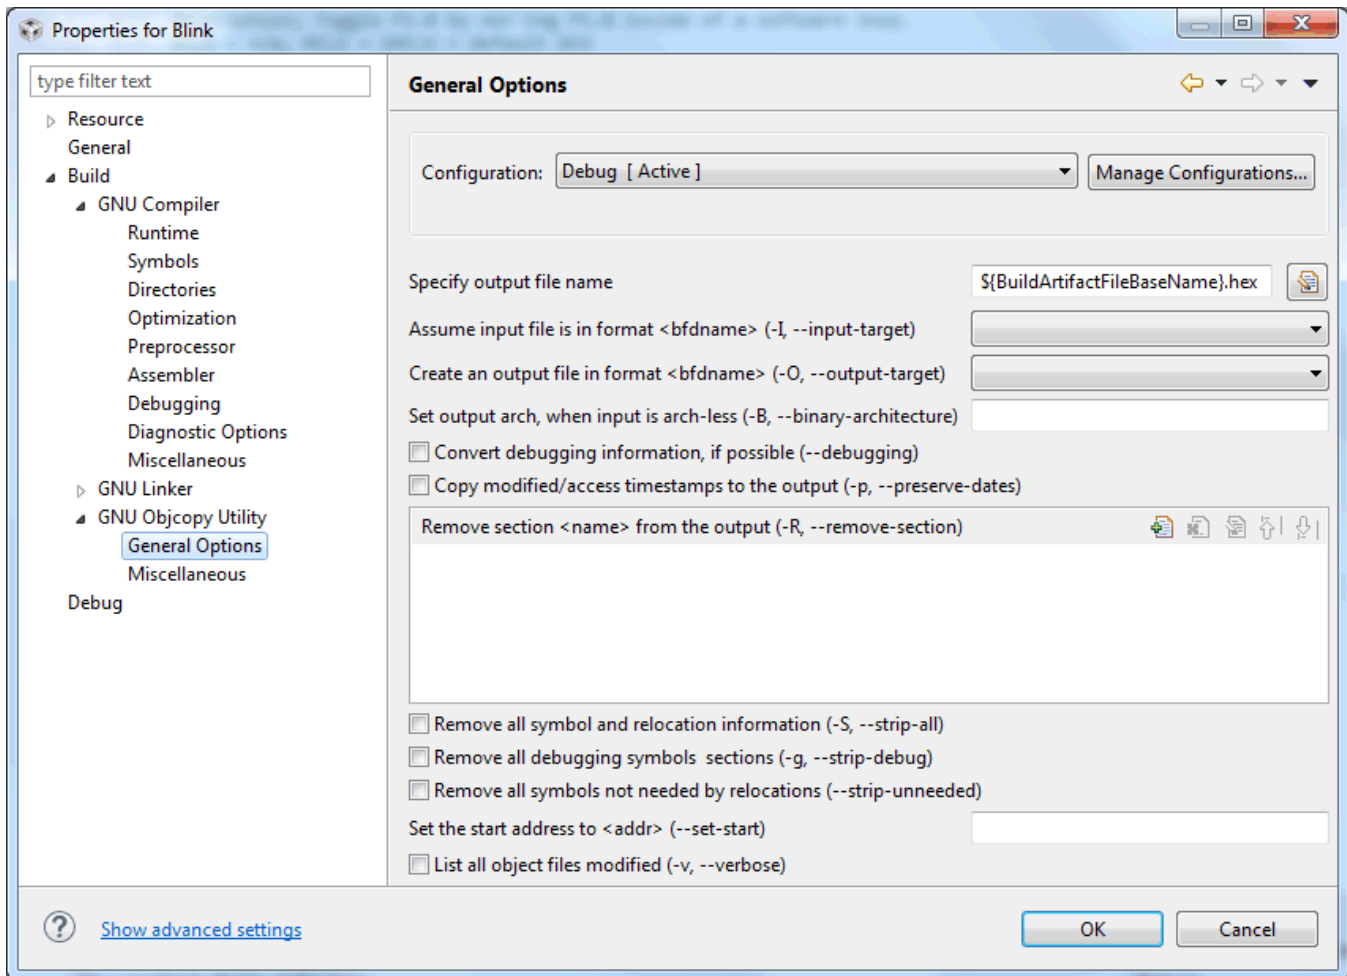 Properties for Blink
type filter text
Resource
General
Build
GNU Compiler
Runtime
Symbols
Directories
Optimization
Preprocessor
Assembler
Debugging
Diagnostic Options
Miscellaneous
GNU Linker
GNU Objcopy Utility
General Options
Miscellaneous
Debug
General Options
Configuration: Debug [ Active ] Manage Configurations...
Specify output file name ${BuildArtifactFileBaseName}.hex
Assume input file is in format <bfdname> (-I, --input-target)
Create an output file in format <bfdname> (-O, --output-target)
Set output arch, when input is arch-less (-B, --binary-architecture)
Convert debugging information, if possible (--debugging)
Copy modified/access timestamps to the output (-p, --preserve-dates)
Remove section <name> from the output (-R, --remove-section)
Remove all symbol and relocation information (-S, --strip-all)
Remove all debugging symbols  sections (-g, --strip-debug)
Remove all symbols not needed by relocations (--strip-unneeded)
Set the start address to <addr> (--set-start)
List all object files modified (-v, --verbose)
Show advanced settings
OK Cancel